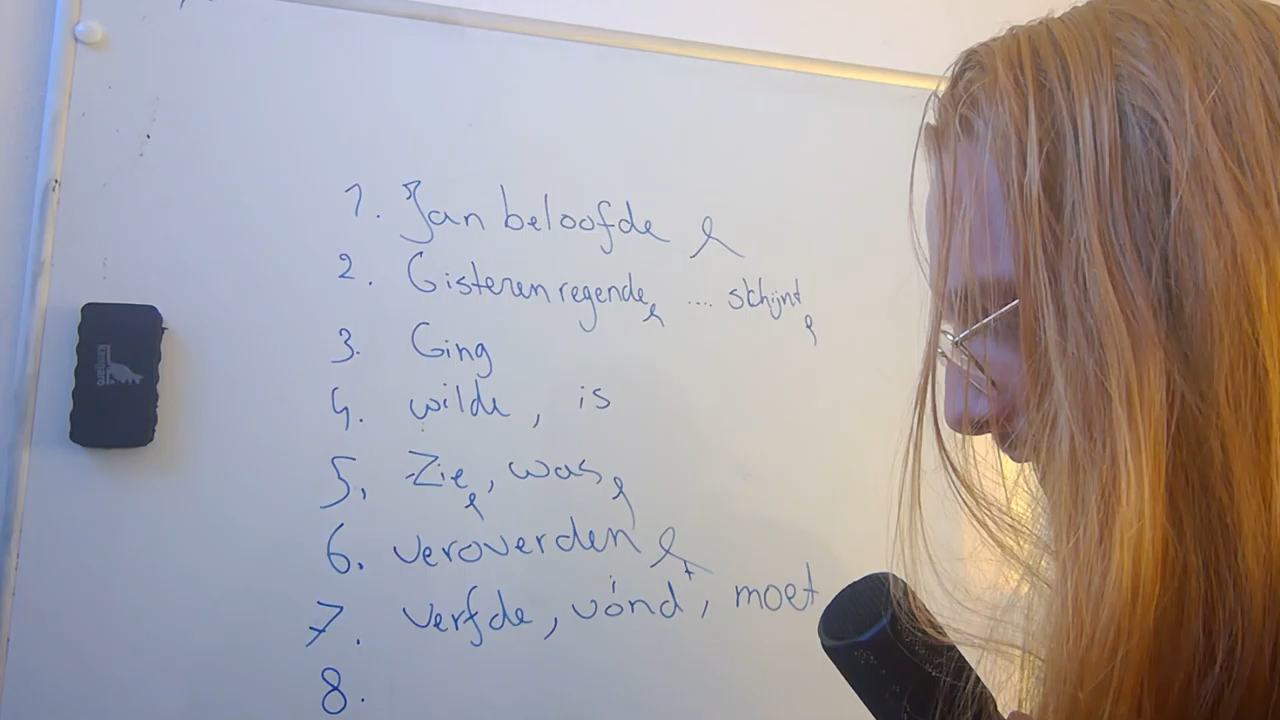 1. Jan beloofde
2. Gisteren regende .... schijnt
3. Ging
4. wilde, is
5. Zie, was
6. veroverden
7. verfde, vond, moet
8.